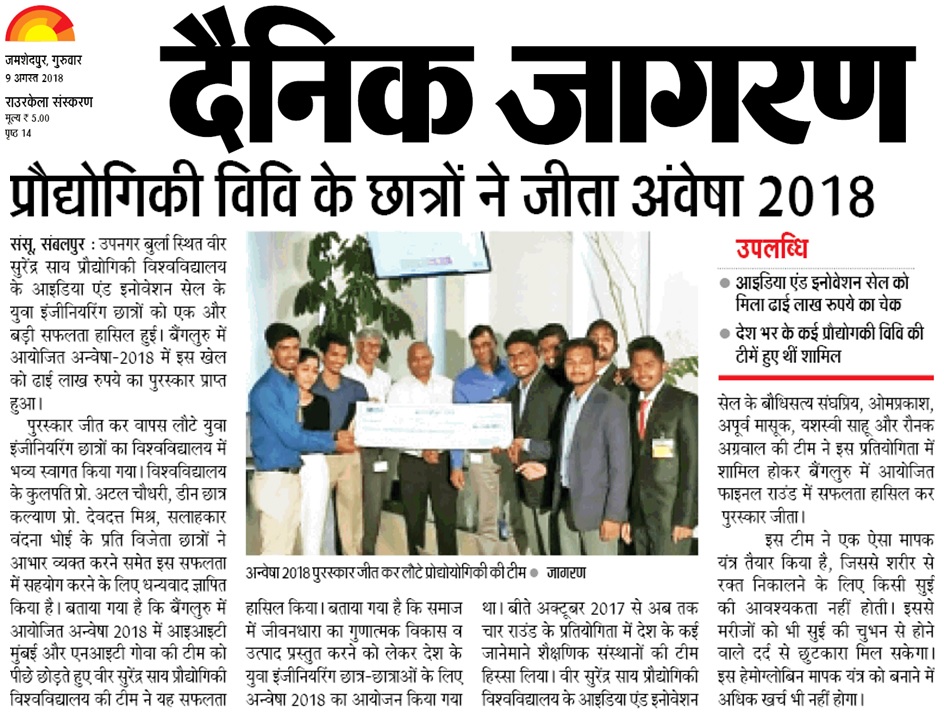 जमशेदपुर, गुरुवार
9 अगस्त 2018
राउरकेला संस्करण
मूल्य ₹ 5.00
पृष्ठ 14
दैनिक जागरण
प्रौद्योगिकी विवि के छात्रों ने जीता अंवेषा 2018
संसू, संबलपुर : उपनगर बुर्ला स्थित वीर
सुरेंद्र साय प्रौद्योगिकी विश्वविद्यालय
के आइडिया एंड इनोवेशन सेल के
युवा इंजीनियरिंग छात्रों को एक और
बड़ी सफलता हासिल हुई। बैंगलुरु में
आयोजित अन्वेषा-2018 में इस खेल
को ढाई लाख रुपये का पुरस्कार प्राप्त
हुआ।
पुरस्कार जीत कर वापस लौटे युवा
इंजीनियरिंग छात्रों का विश्वविद्यालय में
भव्य स्वागत किया गया। विश्वविद्यालय
के कुलपति प्रो. अटल चौधरी, डीन छात्र
कल्याण प्रो. देवदत्त मिश्र, सलाहकार
वंदना भोई के प्रति विजेता छात्रों ने
आभार व्यक्त करने समेत इस सफलता
में सहयोग करने के लिए धन्यवाद ज्ञापित
किया है। बताया गया है कि बैंगलुरु में
आयोजित अन्वेषा 2018 में आइआइटी
मुंबई और एनआइटी गोवा की टीम को
पीछे छोड़ते हुए वीर सुरेंद्र साय प्रौद्योगिकी
विश्वविद्यालय की टीम ने यह सफलता
अन्वेषा 2018 पुरस्कार जीत कर लौटे प्रोद्योयोगिकी की टीम ● जागरण
हासिल किया। बताया गया है कि समाज
में जीवनधारा का गुणात्मक विकास व
उत्पाद प्रस्तुत करने को लेकर देश के
युवा इंजीनियरिंग छात्र-छात्राओं के लिए
अन्वेषा 2018 का आयोजन किया गया
था। बीते अक्टूबर 2017 से अब तक
चार राउंड के प्रतियोगिता में देश के कई
जानेमाने शैक्षणिक संस्थानों की टीम
हिस्सा लिया। वीर सुरेंद्र साय प्रौद्योगिकी
विश्वविद्यालय के आइडिया एंड इनोवेशन
उपलब्धि
● आइडिया एंड इनोवेशन सेल को
मिला ढाई लाख रुपये का चेक
● देश भर के कई प्रौद्योगकी विवि की
टीमें हुए थीं शामिल
सेल के बौधिसत्य संघप्रिय, ओमप्रकाश,
अपूर्व मासूक, यशस्वी साहू और रौनक
अग्रवाल की टीम ने इस प्रतियोगिता में
शामिल होकर बैंगलुरु में आयोजित
फाइनल राउंड में सफलता हासिल कर
पुरस्कार जीता।
इस टीम ने एक ऐसा मापक
यंत्र तैयार किया है, जिससे शरीर से
रक्त निकालने के लिए किसी सुई
की आवश्यकता नहीं होती। इससे
मरीजों को भी सुई की चुभन से होने
वाले दर्द से छुटकारा मिल सकेगा।
इस हेमोग्लोबिन मापक यंत्र को बनाने में
अधिक खर्च भी नहीं होगा।